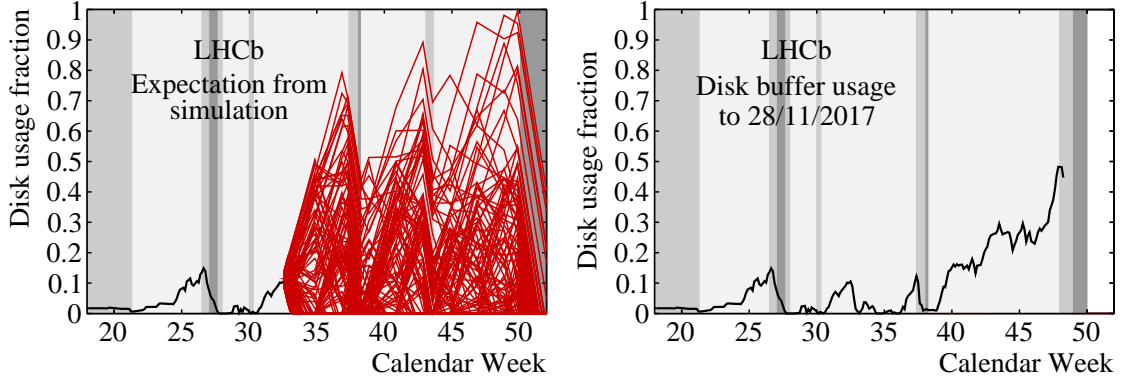 Disk usage fraction
1
0.9
0.8
0.7
0.6
0.5
0.4
0.3
0.2
0.1
0
LHCb
Expectation from
simulation
20 25 30 35 40 45 50
Calendar Week
Disk usage fraction
1
0.9
0.8
0.7
0.6
0.5
0.4
0.3
0.2
0.1
0
LHCb
Disk buffer usage
to 28/11/2017
20 25 30 35 40 45 50
Calendar Week